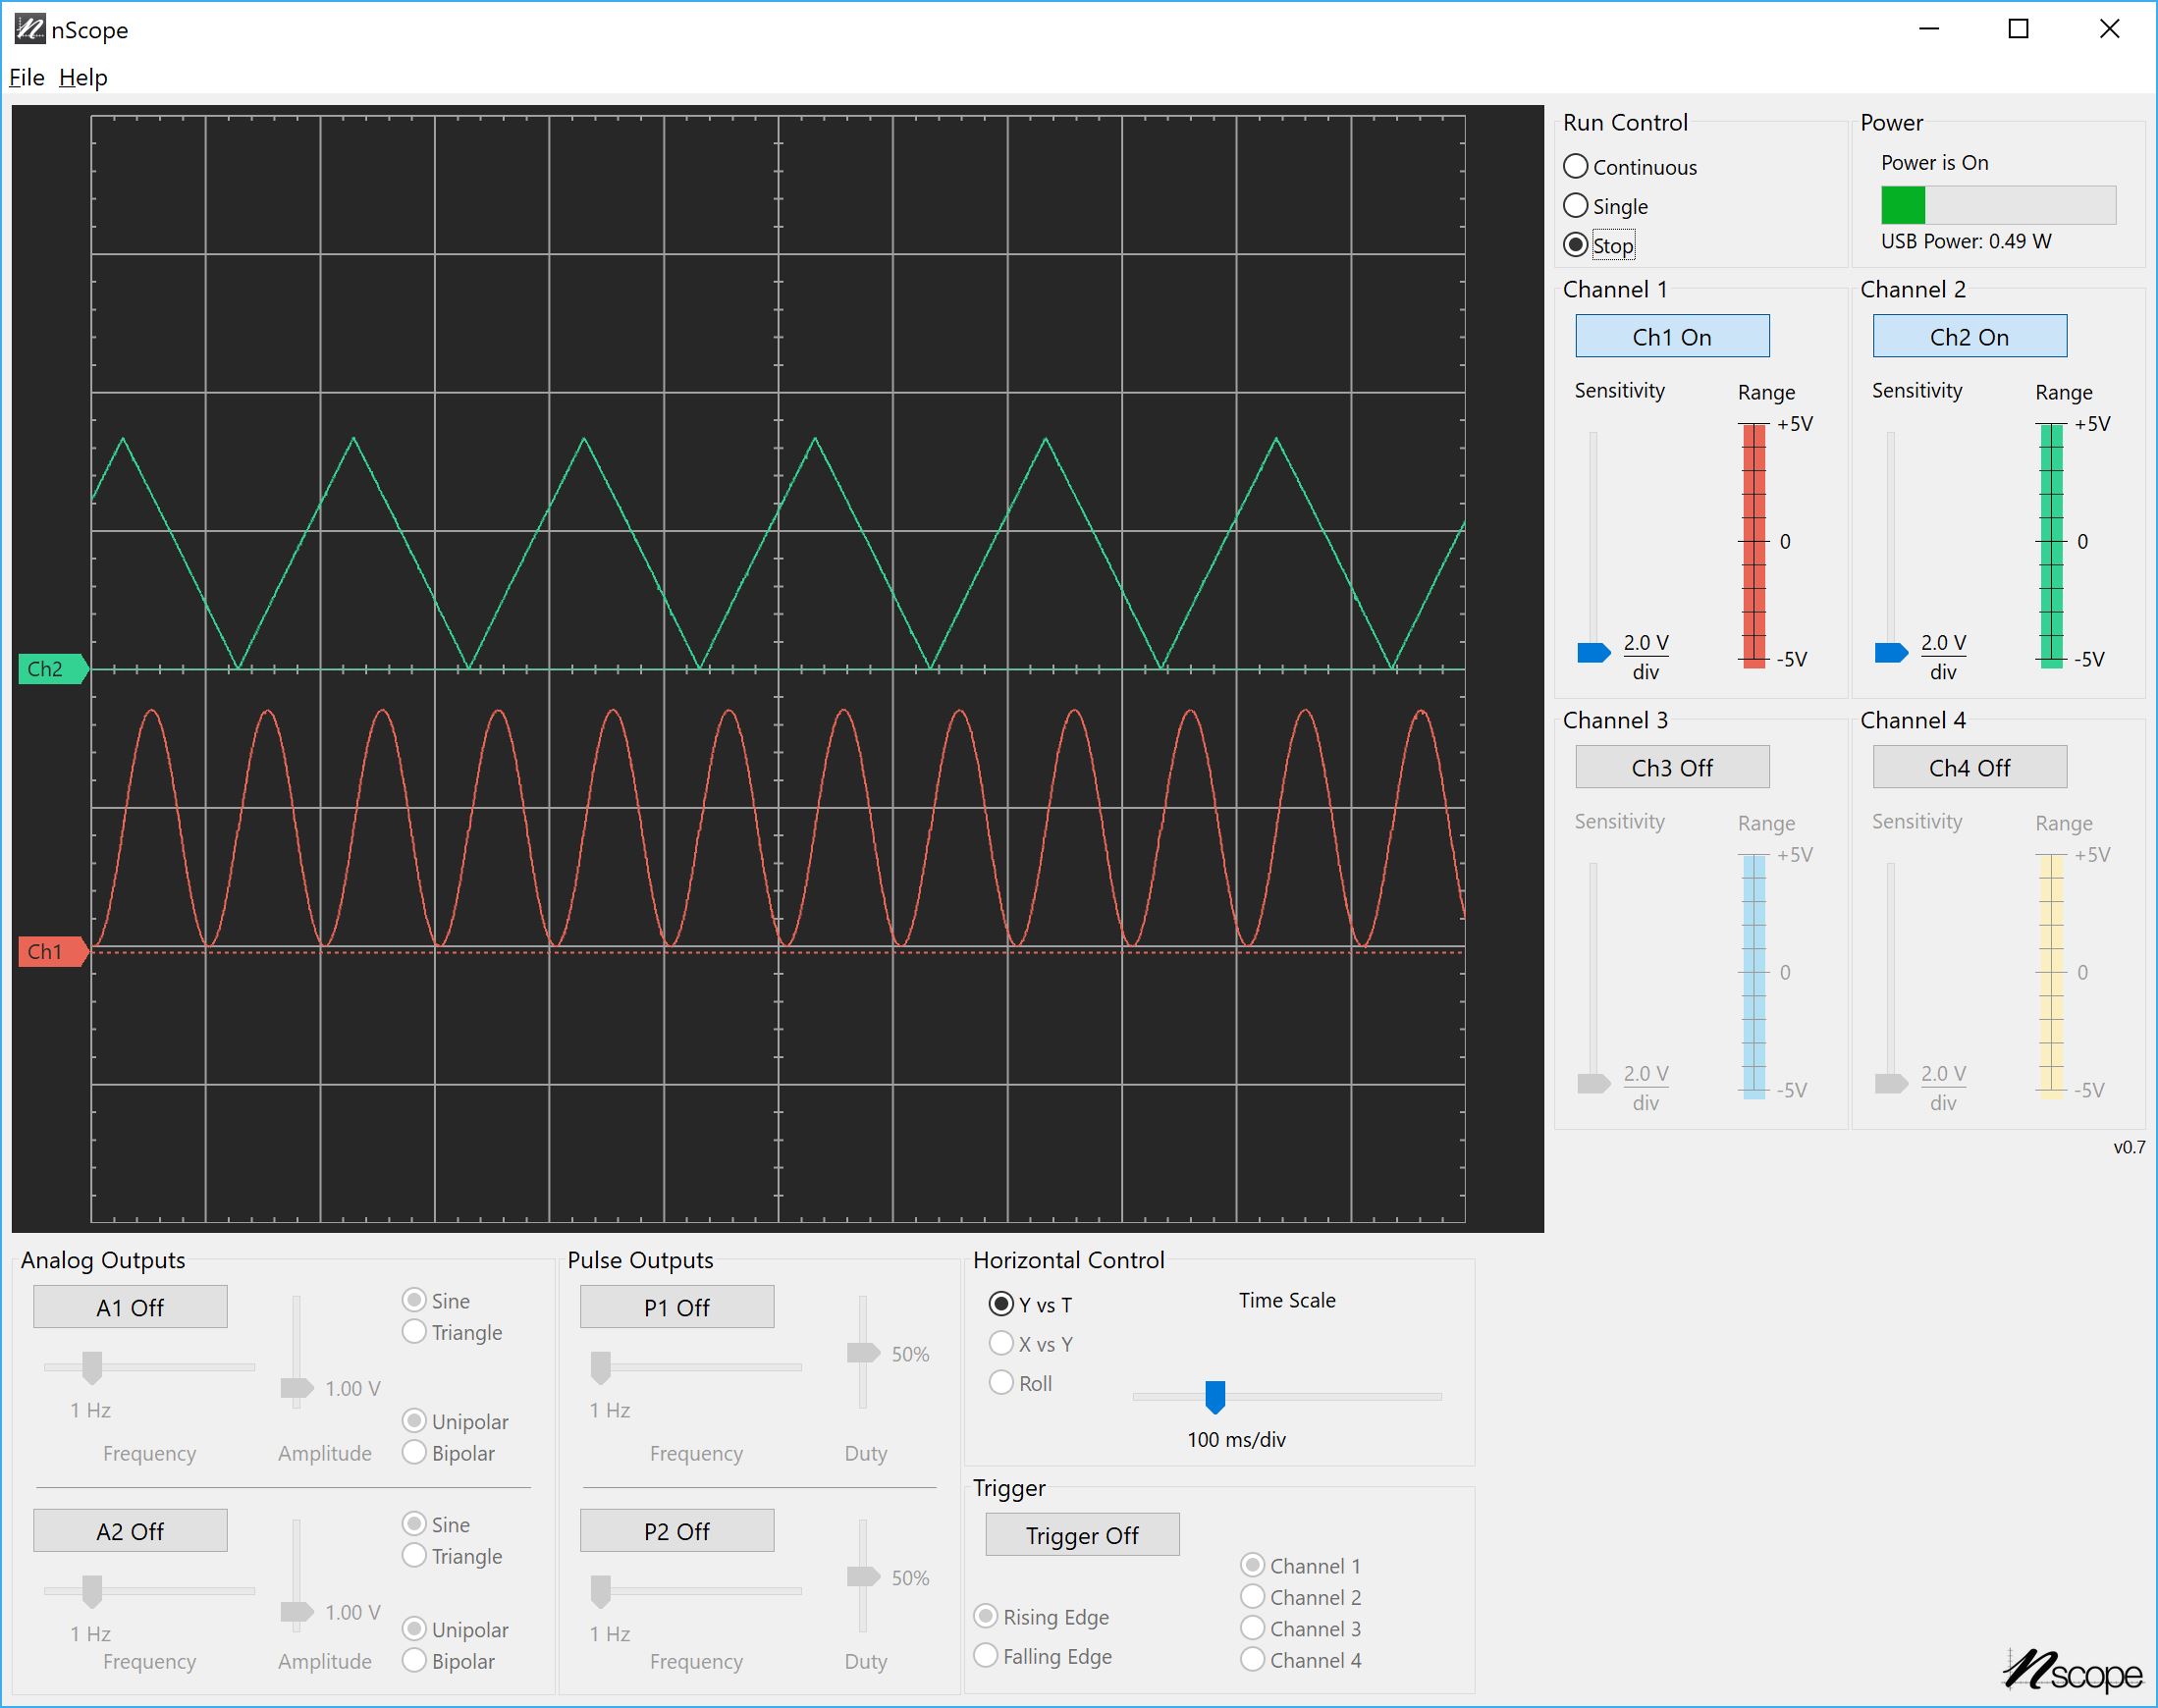 nScope
File Help
Run Control
Continuous
Single
Stop
Power
Power is On
USB Power: 0.49 W
Channel 1
Ch1 On
Sensitivity
Range
+5V
0
-5V
2.0 V
div
Channel 2
Ch2 On
Sensitivity
Range
+5V
0
-5V
2.0 V
div
Ch2
Ch1
Channel 3
Ch3 Off
Sensitivity
Range
+5V
0
-5V
2.0 V
div
Channel 4
Ch4 Off
Sensitivity
Range
+5V
0
-5V
2.0 V
div
v0.7
Analog Outputs
A1 Off
1 Hz
Frequency
1.00 V
Amplitude
Sine
Triangle
Unipolar
Bipolar
A2 Off
1 Hz
Frequency
1.00 V
Amplitude
Sine
Triangle
Unipolar
Bipolar
Pulse Outputs
P1 Off
1 Hz
Frequency
50%
Duty
P2 Off
1 Hz
Frequency
50%
Duty
Horizontal Control
Y vs T
X vs Y
Roll
Time Scale
100 ms/div
Trigger
Trigger Off
Rising Edge
Falling Edge
Channel 1
Channel 2
Channel 3
Channel 4
nscope